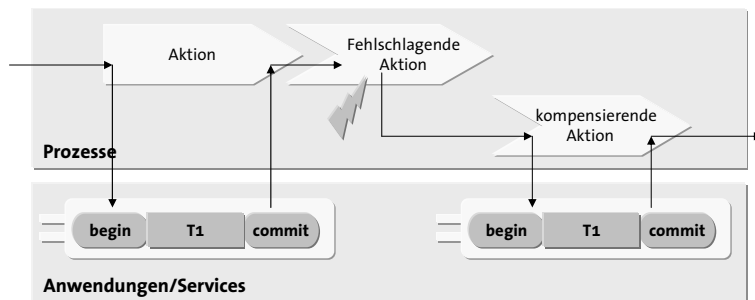 Aktion
Fehlschlagende
Aktion
kompensierende
Aktion
Prozesse
begin T1 commit
begin T1 commit
Anwendungen/Services